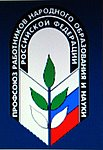 ПРОФСОЮЗ РАБОТНИКОВ НАРОДНОГО ОБРАЗОВАНИЯ И НАУКИ
РОССИЙСКОЙ ФЕДЕРАЦИИ